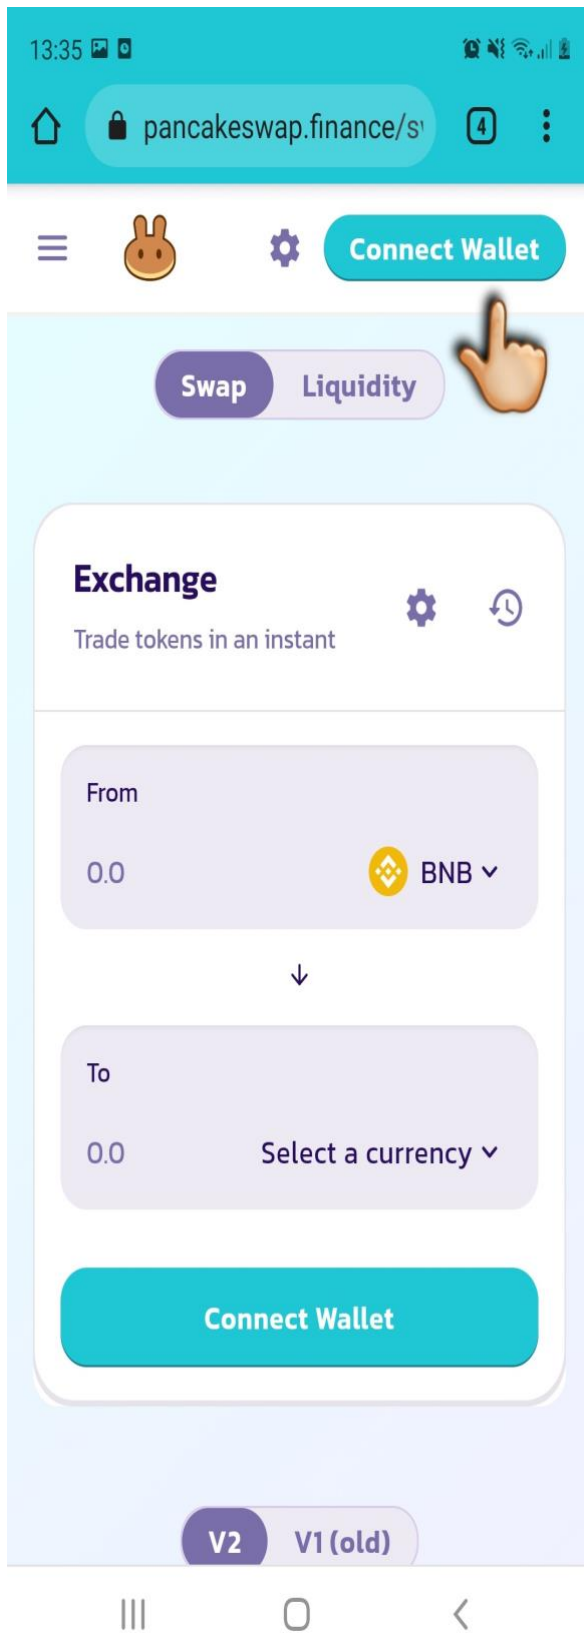 13:35
pancakeswap.finance/s
4
Connect Wallet
Swap Liquidity
Exchange
Trade tokens in an instant
From
0.0 BNB
To
0.0 Select a currency
Connect Wallet
V2 V1 (old)